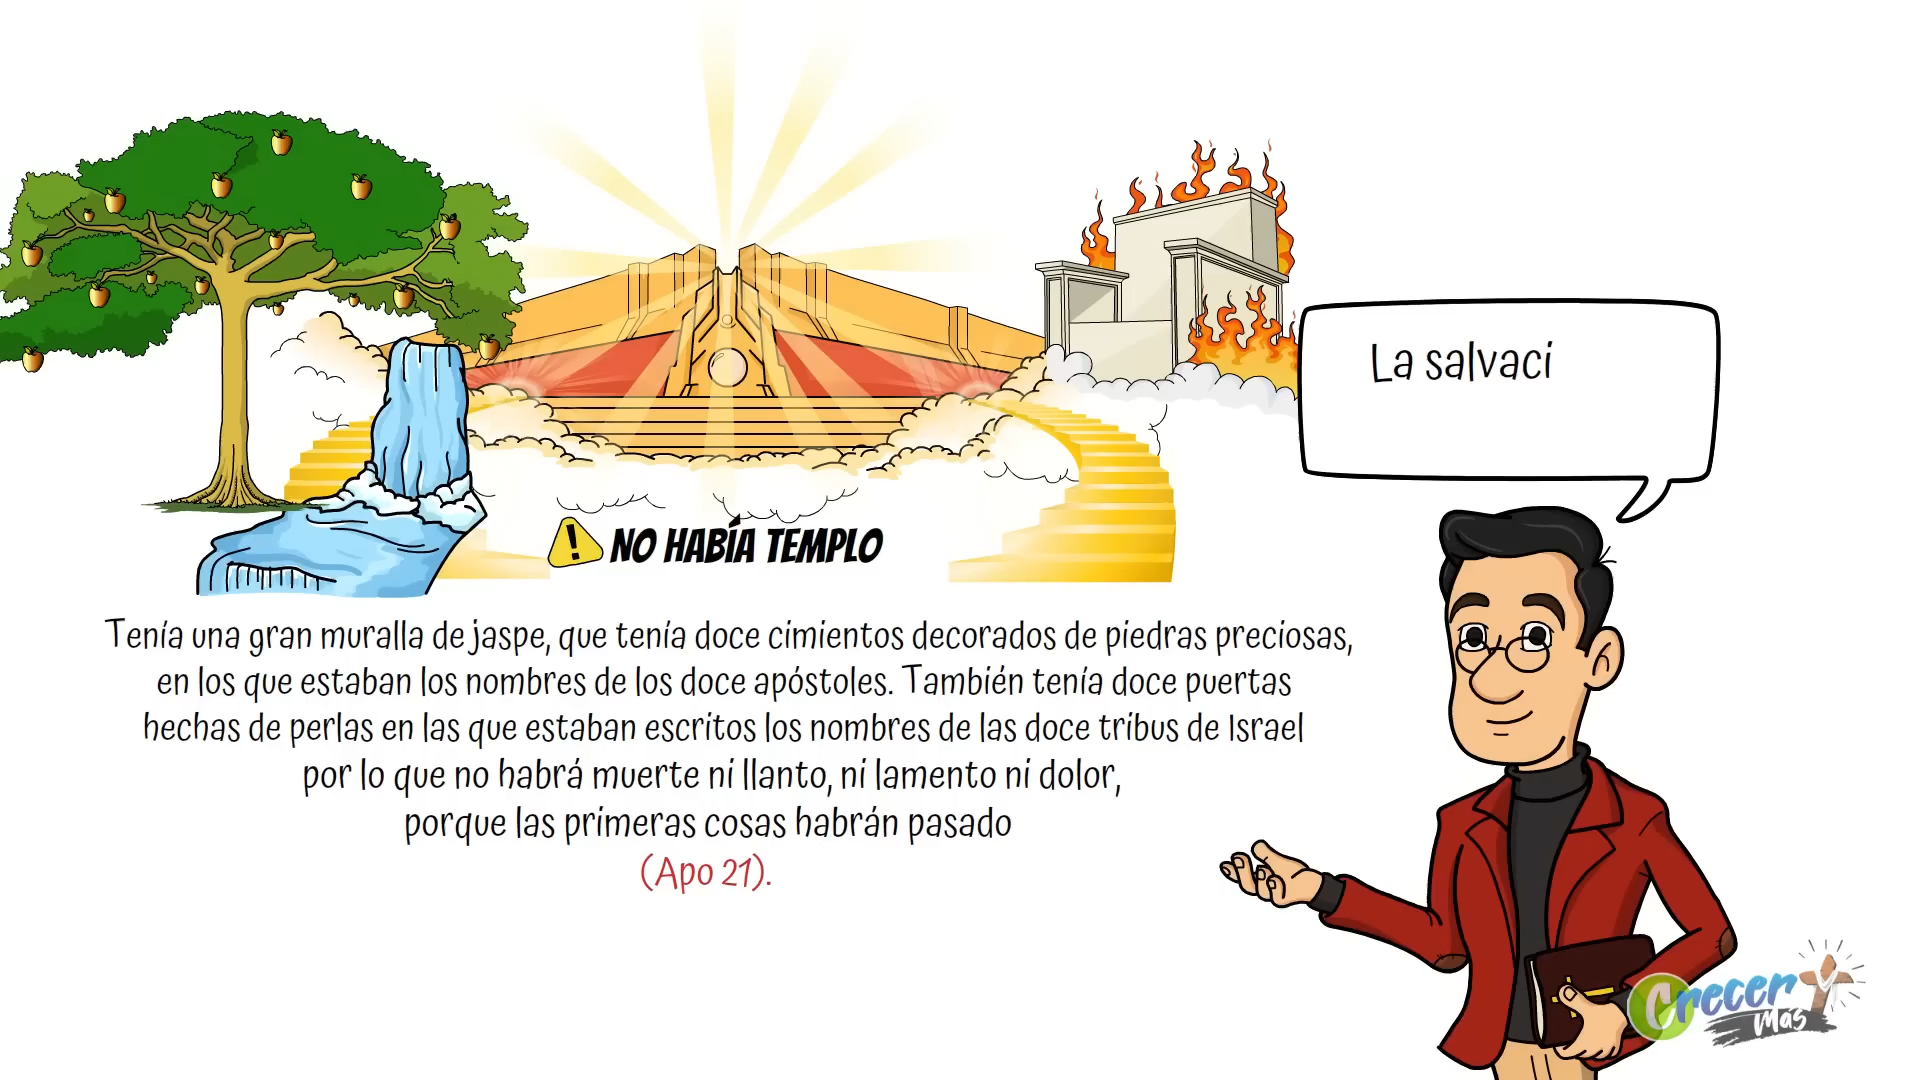 La salvaci
NO HABÍA TEMPLO
Tenía una gran muralla de jaspe, que tenía doce cimientos decorados de piedras preciosas,
en los que estaban los nombres de los doce apóstoles. También tenía doce puertas
hechas de perlas en las que estaban escritos los nombres de las doce tribus de Israel
por lo que no habrá muerte ni llanto, ni lamento ni dolor,
porque las primeras cosas habrán pasado
(Apo 21).
Crecer
Más